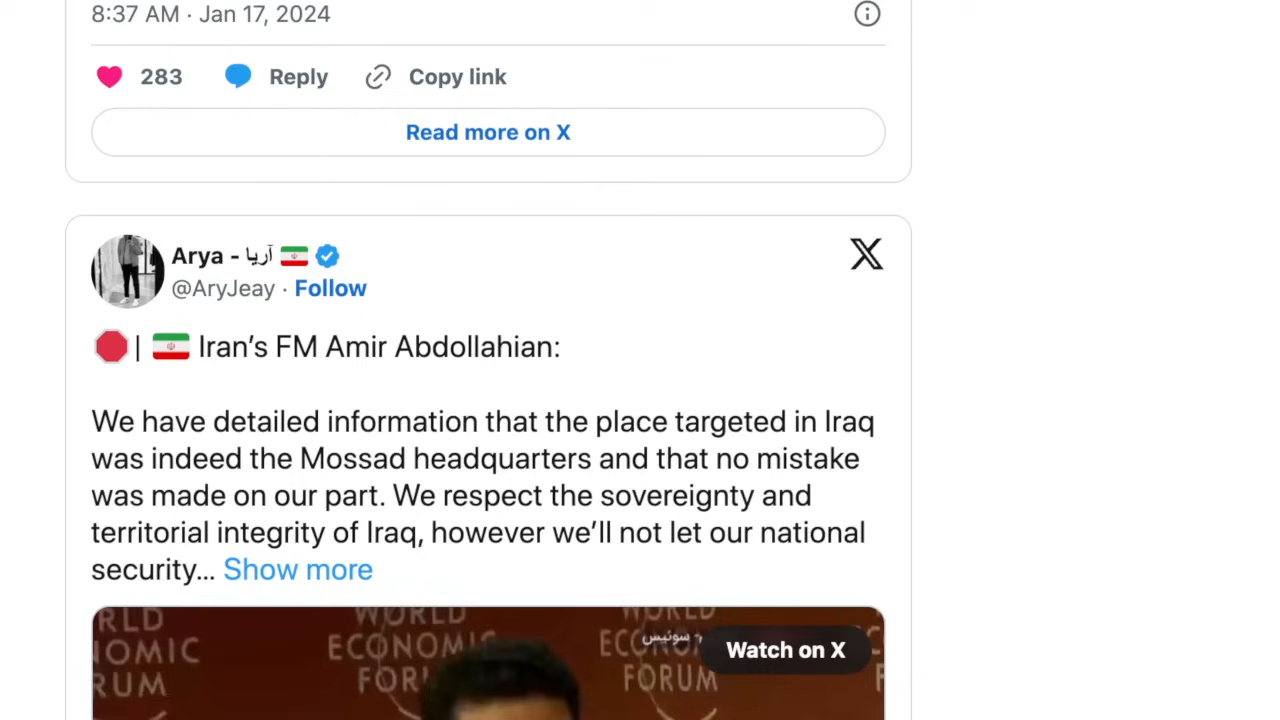 8:37 AM · Jan 17, 2024
283 Reply Copy link
Read more on X
Arya - آریا
@AryJeay · Follow
| Iran’s FM Amir Abdollahian:
We have detailed information that the place targeted in Iraq
was indeed the Mossad headquarters and that no mistake
was made on our part. We respect the sovereignty and
territorial integrity of Iraq, however we’ll not let our national
security... Show more
WORLD
ECONOMIC
FORUM
سوئیس
Watch on X